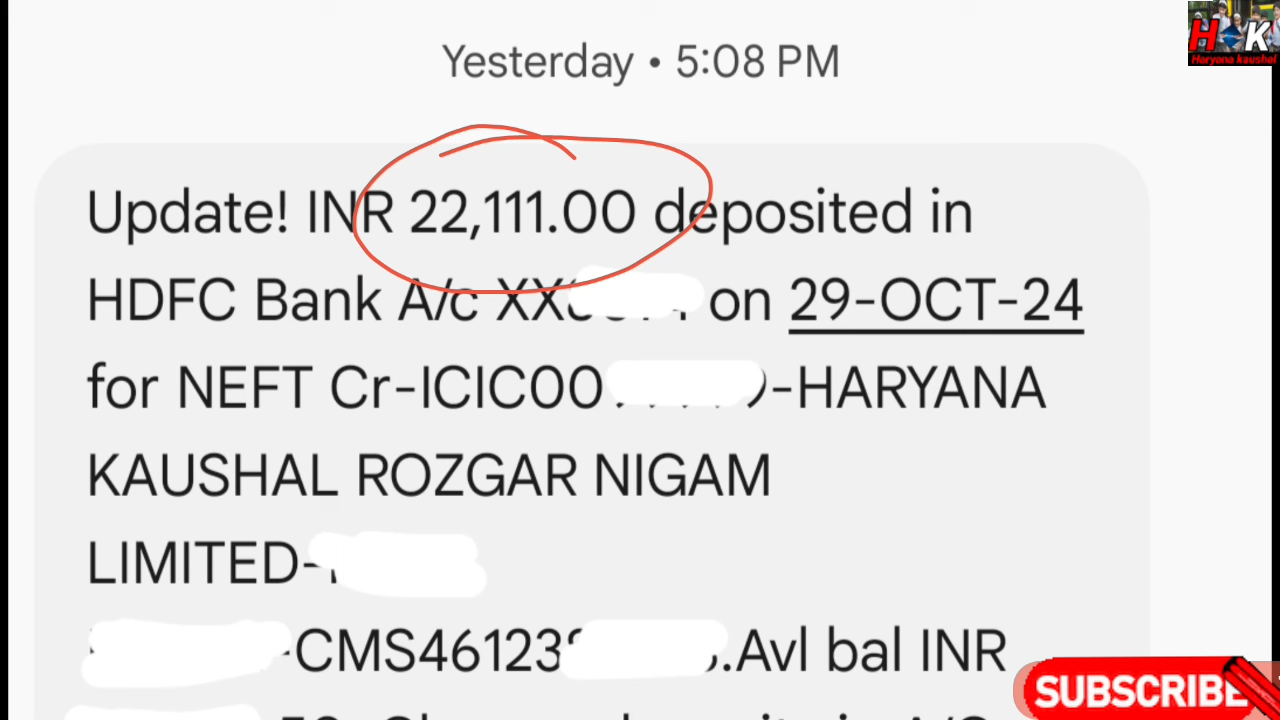 H K
Haryana kaushal
Yesterday • 5:08 PM
Update! INR 22,111.00 deposited in
HDFC Bank A/c XX on 29-OCT-24
for NEFT Cr-ICIC00 9-HARYANA
KAUSHAL ROZGAR NIGAM
LIMITED-
-CMS46123 .Avl bal INR
SUBSCRIBE